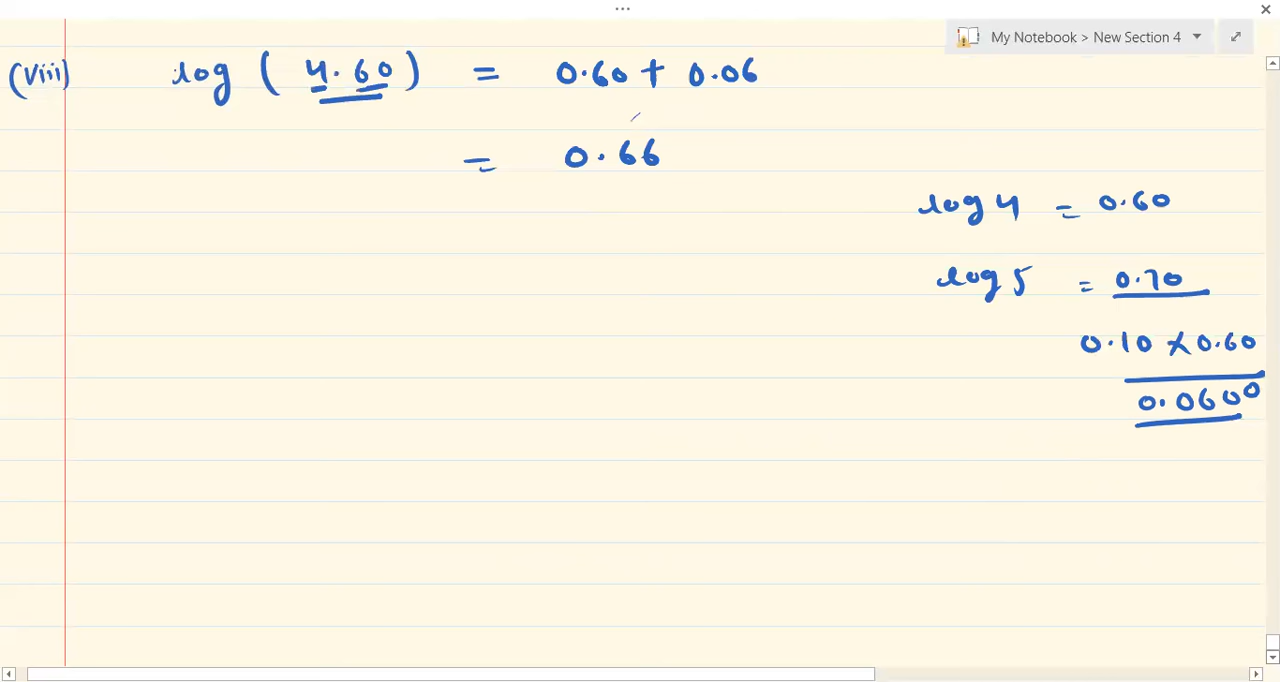 My Notebook > New Section 4
(viii) log ( 4.60 ) = 0.60 + 0.06
= 0.66
log 4 = 0.60
log 5 = 0.70
0.10 × 0.60
0.0600